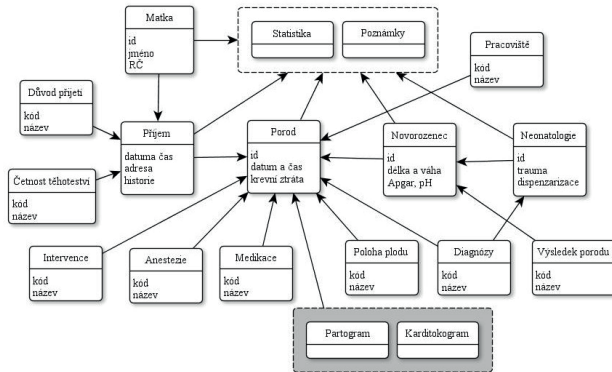 Matka
id
jméno
RČ
Statistika
Poznámky
Pracoviště
kód
název
Důvod přijetí
kód
název
Příjem
datuma čas
adresa
historie
Porod
id
datum a čas
krevní ztráta
Novorozenec
id
délka a váha
Apgar, pH
Neonatologie
id
trauma
dispenzarizace
Četnost těhoteství
kód
název
Intervence
kód
název
Anestezie
kód
název
Medikace
kód
název
Poloha plodu
kód
název
Diagnózy
kód
název
Výsledek porodu
kód
název
Partogram
Karditokogram